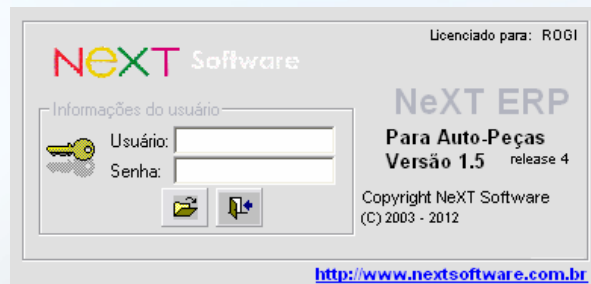 Licenciado para: ROGI
NeXT Software
Informações do usuário
Usuário:
Senha:
NeXT ERP
Para Auto-Peças
Versão 1.5 release 4
Copyright NeXT Software
(C) 2003 - 2012
http://www.nextsoftware.com.br